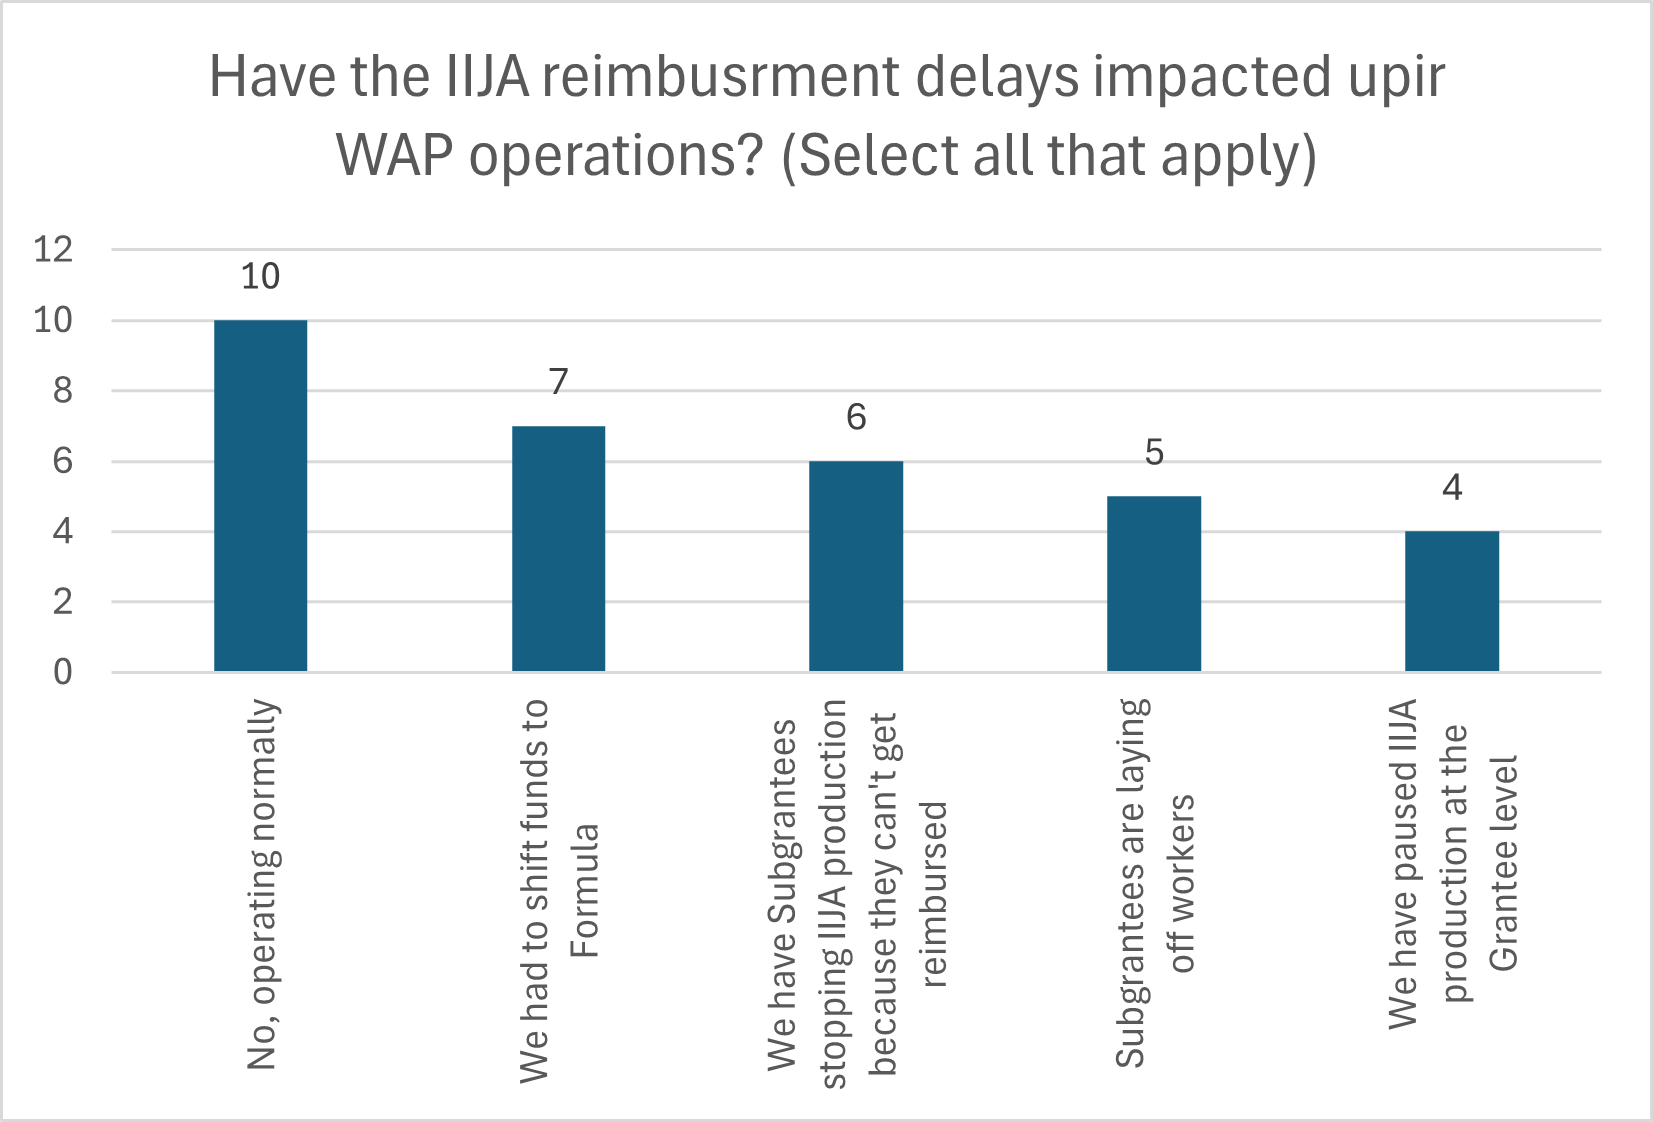 Have the IIJA reimbusrment delays impacted upir
WAP operations? (Select all that apply)
12
10
8
6
4
2
0
10
7
6
5
4
No, operating normally
We had to shift funds to
Formula
We have Subgrantees
stopping IIJA production
because they can't get
reimbursed
Subgrantees are laying
off workers
We have paused IIJA
production at the
Grantee level